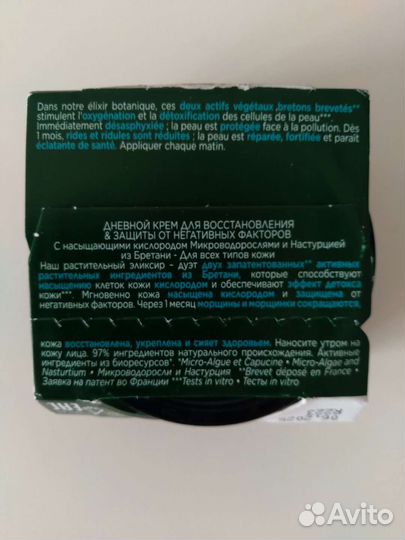 Dans notre élixir botanique, ces deux actifs végétaux bretons brevetés**
stimulent l'oxygénation et la détoxification des cellules de la peau***.
Immédiatement désasphyxiée ; la peau est protégée face à la pollution. Dès
1 mois, rides et ridules sont réduites ; la peau est réparée, fortifiée et parait
éclatante de santé. Appliquer chaque matin.
ДНЕВНОЙ КРЕМ ДЛЯ ВОССТАНОВЛЕНИЯ
& ЗАЩИТЫ ОТ НЕГАТИВНЫХ ФАКТОРОВ
С насыщающими кислородом Микроводорослями и Настурцией
из Бретани - Для всех типов кожи
Наш растительный эликсир - дуэт двух запатентованных** активных
растительных ингредиентов из Бретани, которые способствуют
насыщению клеток кожи кислородом и обеспечивают эффект детокса
кожи***. Мгновенно кожа насыщена кислородом и защищена от
негативных факторов. Через 1 месяц морщины и морщинки сокращаются,
кожа восстановлена, укреплена и сияет здоровьем. Наносите утром на
кожу лица. 97% ингредиентов натурального происхождения. Активные
ингредиенты из биоресурсов. *Micro-Algue et Capucine • Micro-Algae and
Nasturtium • Микроводоросли и Настурция **Brevet déposé en France •
Заявка на патент во Франции ***Tests in vitro • Тесты in vitro
Avito